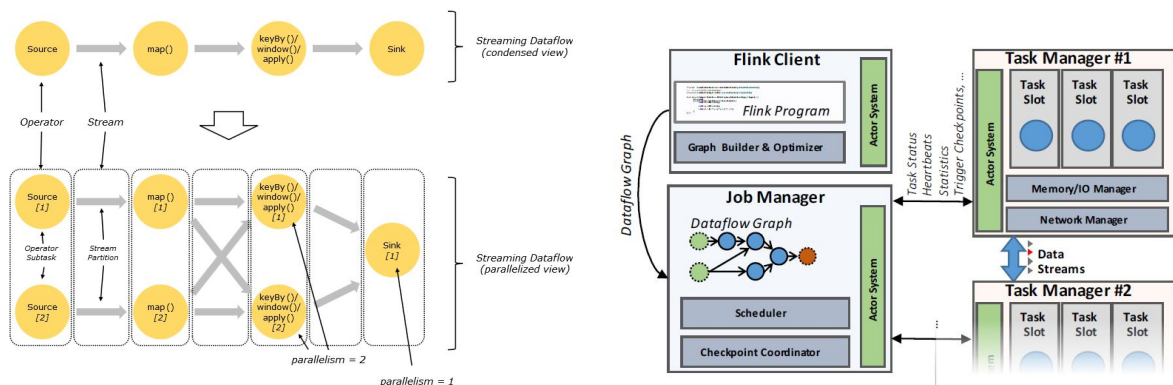 Source
map()
keyBy()/
window()/
apply()
Sink
Streaming Dataflow
(condensed view)
Operator
Stream
Source
[1]
map()
[1]
keyBy()/
window()/
apply()
[1]
Sink
[1]
Operator
Subtask
Stream
Partition
Source
[2]
map()
[2]
keyBy()/
window()/
apply()
[2]
Streaming Dataflow
(parallelized view)
parallelism = 2
parallelism = 1
Flink Client
Flink Program
Graph Builder & Optimizer
Actor System
Dataflow Graph
Job Manager
Dataflow Graph
Scheduler
Checkpoint Coordinator
Actor System
Task Status
Heartbeats
Statistics
Trigger Checkpoints, ...
...
Task Manager #1
Actor System
Task
Slot
Task
Slot
Task
Slot
Memory/IO Manager
Network Manager
Data
Streams
Task Manager #2
Task
Slot
Task
Slot
Task
Slot